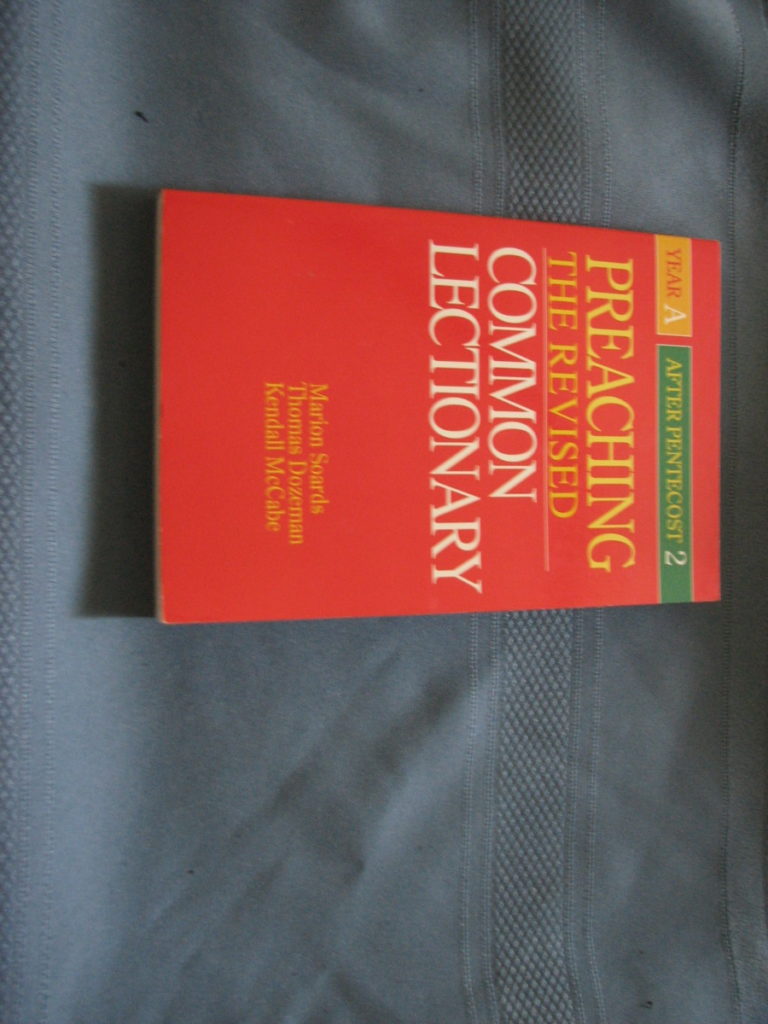 YEAR A
AFTER PENTECOST 2
PREACHING
THE REVISED
COMMON
LECTIONARY
Marion Soards
Thomas Dozeman
Kendall McCabe